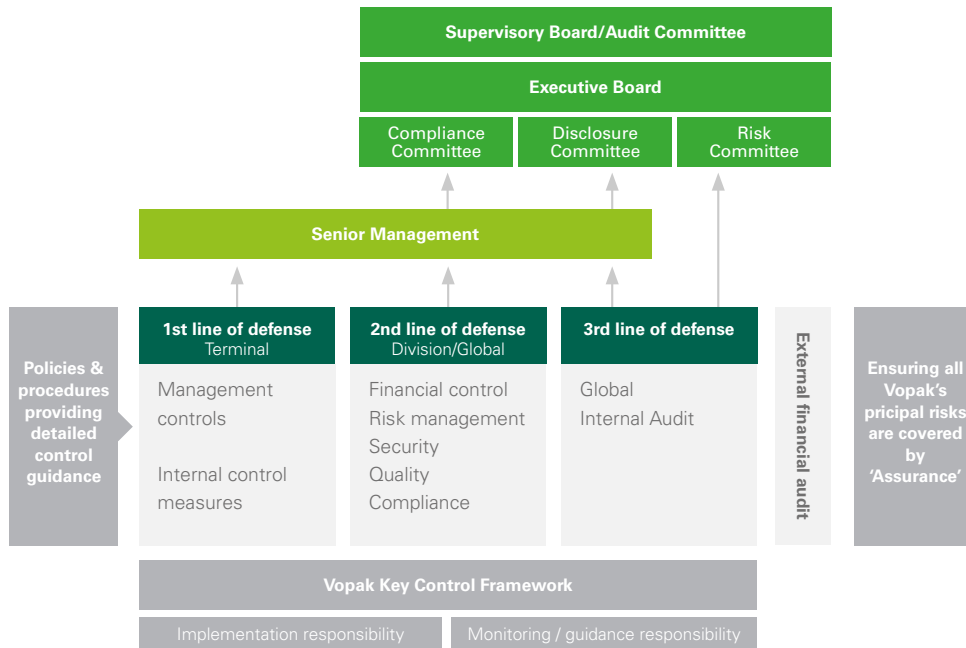 Supervisory Board/Audit Committee
Executive Board
Compliance
Committee
Disclosure
Committee
Risk
Committee
Senior Management
Policies &
procedures
providing
detailed
control
guidance
1st line of defense
Terminal
Management
controls
Internal control
measures
2nd line of defense
Division/Global
Financial control
Risk management
Security
Quality
Compliance
3rd line of defense
Global
Internal Audit
External financial audit
Ensuring all
Vopak's
pricipal risks
are covered
by
'Assurance'
Vopak Key Control Framework
Implementation responsibility
Monitoring / guidance responsibility